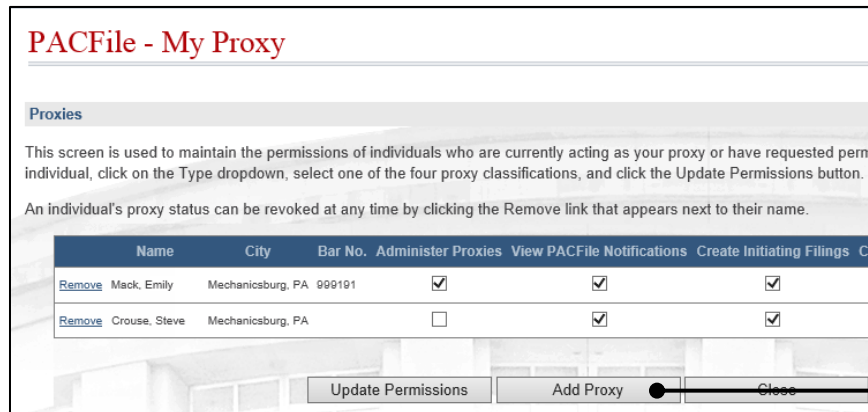 PACFile - My Proxy
Proxies
This screen is used to maintain the permissions of individuals who are currently acting as your proxy or have requested perm
individual, click on the Type dropdown, select one of the four proxy classifications, and click the Update Permissions button.
An individual's proxy status can be revoked at any time by clicking the Remove link that appears next to their name.
Name City Bar No. Administer Proxies View PACFile Notifications Create Initiating Filings C
Remove Mack, Emily Mechanicsburg, PA 999191
Remove Crouse, Steve Mechanicsburg, PA
Update Permissions Add Proxy Close